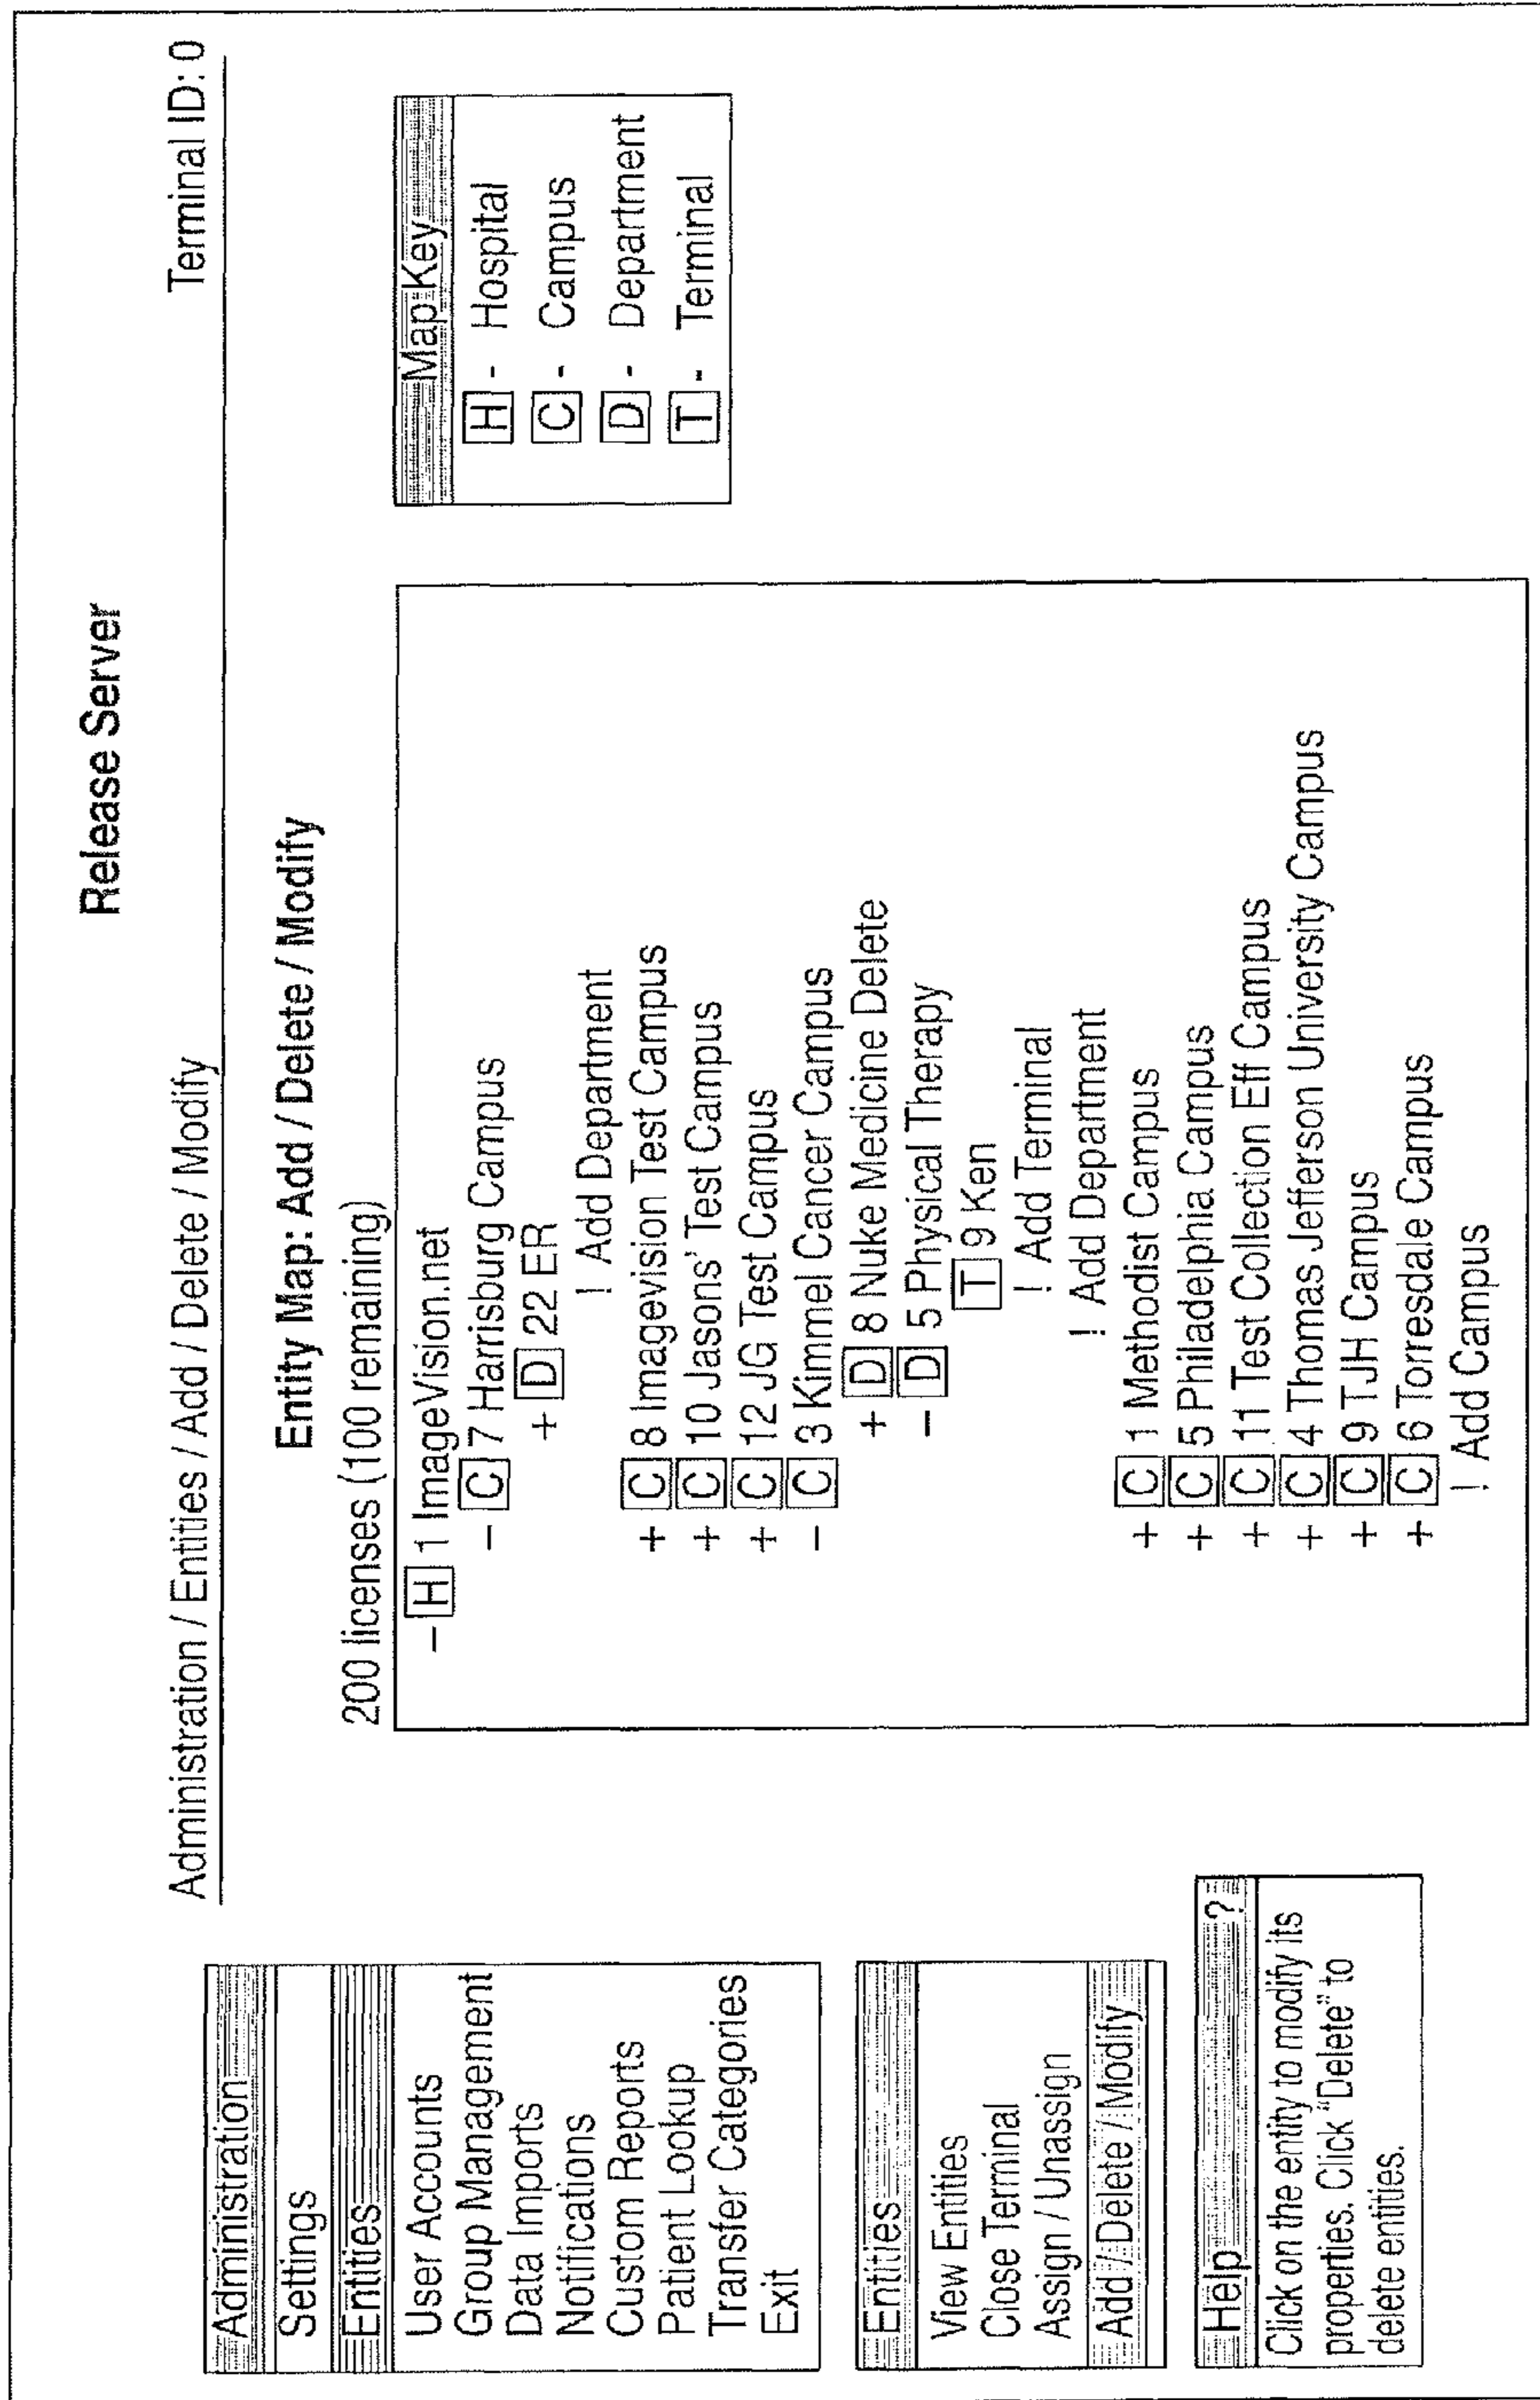 Release Server
Administration / Entities / Add / Delete / Modify
Terminal ID: 0
Administration
Settings
Entities
User Accounts
Group Management
Data Imports
Notifications
Custom Reports
Patient Lookup
Transfer Categories
Exit
Entities
View Entities
Close Terminal
Assign / Unassign
Add / Delete / Modify
Help ?
Click on the entity to modify its
properties. Click "Delete" to
delete entities.
Entity Map: Add / Delete / Modify
200 licenses (100 remaining)
– H 1 ImageVision.net
– C 7 Harrisburg Campus
+ D 22 ER
! Add Department
+ C 8 Imagevision Test Campus
+ C 10 Jasons' Test Campus
+ C 12 JG Test Campus
– C 3 Kimmel Cancer Campus
+ D 8 Nuke Medicine Delete
– D 5 Physical Therapy
T 9 Ken
! Add Terminal
! Add Department
+ C 1 Methodist Campus
+ C 5 Philadelphia Campus
+ C 11 Test Collection Eff Campus
+ C 4 Thomas Jefferson University Campus
+ C 9 TJH Campus
+ C 6 Torresdale Campus
! Add Campus
Map Key
H - Hospital
C - Campus
D - Department
T - Terminal